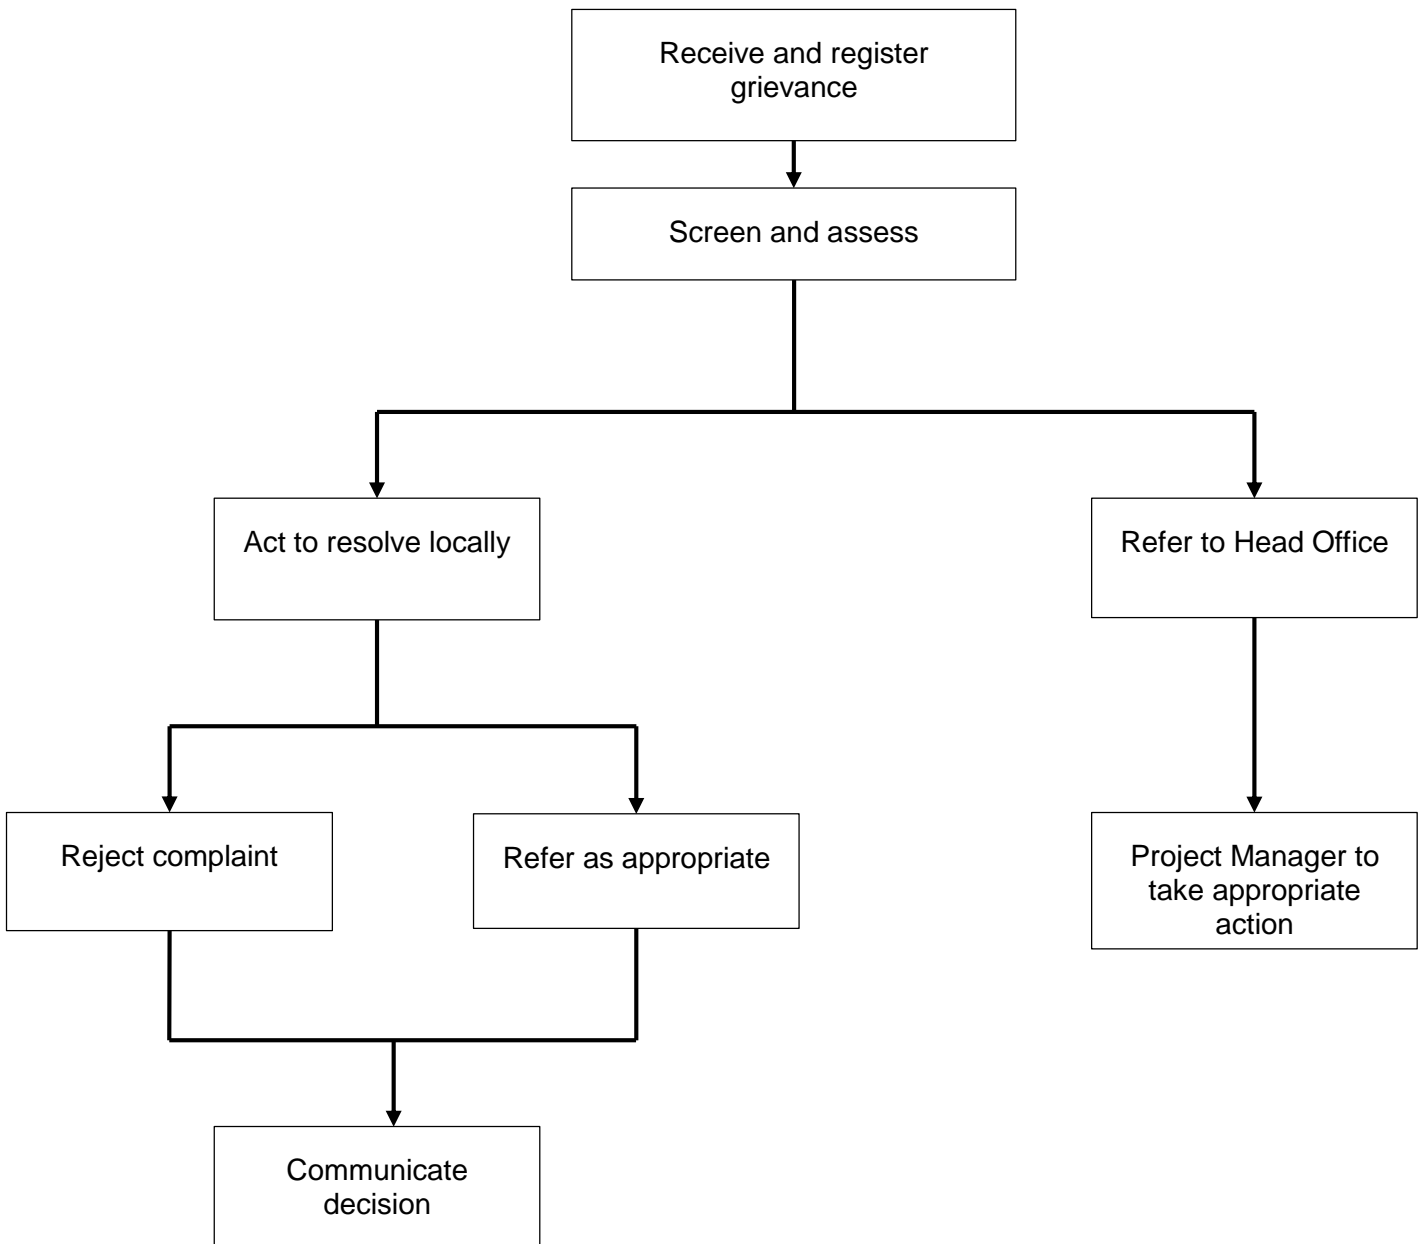 Receive and register
grievance
Screen and assess
Act to resolve locally
Refer to Head Office
Reject complaint
Refer as appropriate
Project Manager to
take appropriate
action
Communicate
decision